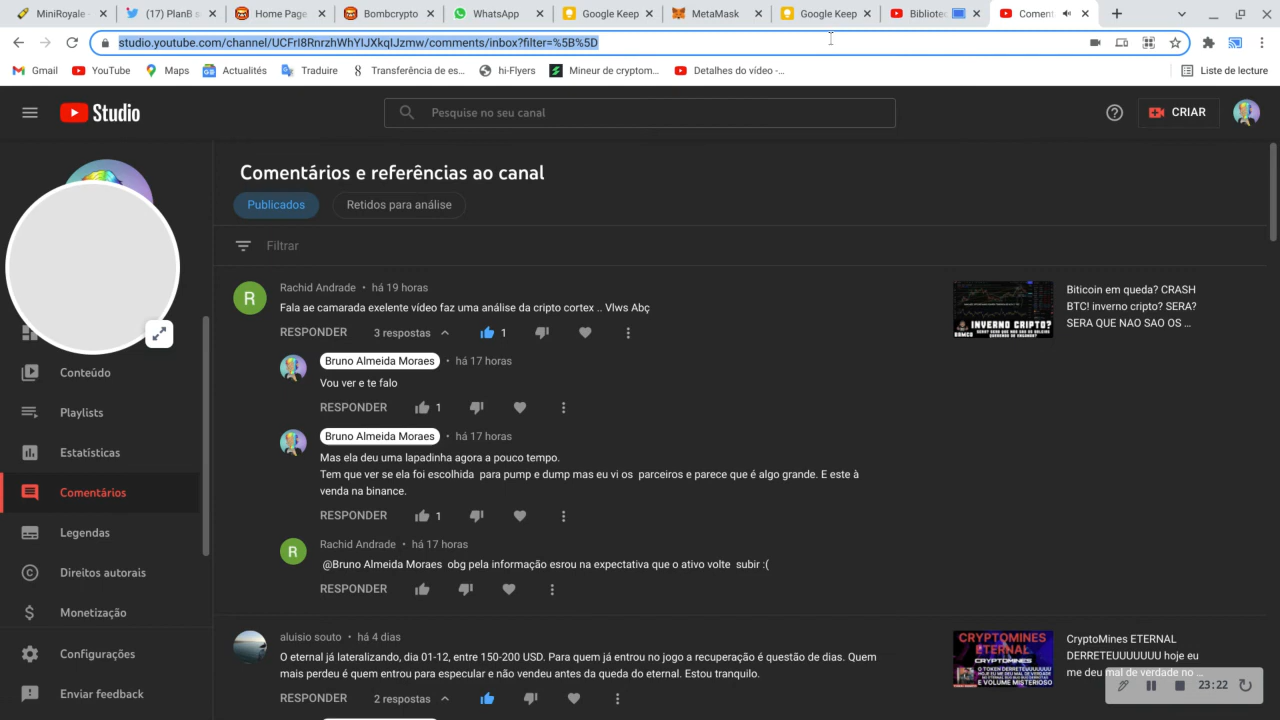 MiniRoyale -
(17) PlanB s
Home Page
Bombcrypto
WhatsApp
Google Keep
MetaMask
Google Keep
Bibliotec
Coment
studio.youtube.com/channel/UCFrI8RnrzhWhYIJXkqIJzmw/comments/inbox?filter=%5B%5D
Gmail
YouTube
Maps
Actualités
Traduire
Transferência de es...
hi-Flyers
Mineur de cryptom...
Detalhes do vídeo -...
Liste de lecture
Studio
Pesquise no seu canal
CRIAR
Comentários e referências ao canal
Publicados
Retidos para análise
Filtrar
Conteúdo
Playlists
Estatísticas
Comentários
Legendas
Direitos autorais
Monetização
Configurações
Enviar feedback
R
Rachid Andrade • há 19 horas
Fala ae camarada exelente vídeo faz uma análise da cripto cortex .. Vlws Abç
RESPONDER 3 respostas 1
Bruno Almeida Moraes • há 17 horas
Vou ver e te falo
RESPONDER 1
Bruno Almeida Moraes • há 17 horas
Mas ela deu uma lapadinha agora a pouco tempo.
Tem que ver se ela foi escolhida para pump e dump mas eu vi os parceiros e parece que é algo grande. E este à
venda na binance.
RESPONDER 1
R
Rachid Andrade • há 17 horas
@Bruno Almeida Moraes obg pela informação esrou na expectativa que o ativo volte subir :(
RESPONDER
aluisio souto • há 4 dias
O eternal já lateralizando, dia 01-12, entre 150-200 USD. Para quem já entrou no jogo a recuperação é questão de dias. Quem
mais perdeu é quem entrou para especular e não vendeu antes da queda do eternal. Estou tranquilo.
RESPONDER 2 respostas
INVERNO CRIPTO?
Biticoin em queda? CRASH
BTC! inverno cripto? SERA?
SERA QUE NAO SAO OS ...
CRYPTOMINES
ETERNAL
CRYPTOMINES
O TOKEN DERRETEUUUUUU
E VOLUME MISTERIOSO
CryptoMines ETERNAL
DERRETEUUUUUU hoje eu
me deu mal de verdade no ...
23:22